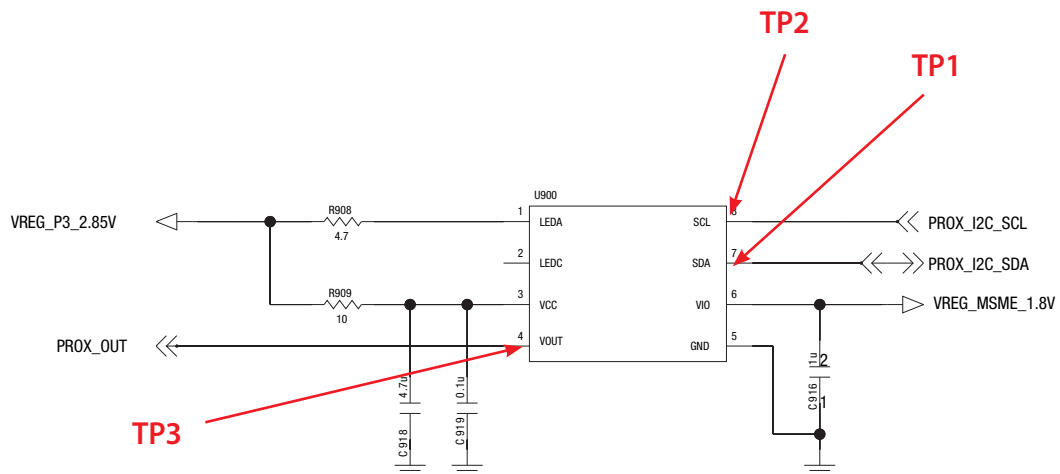 TP2
TP1
U900
VREG_P3_2.85V
R908
4.7
1
LEDA
SCL
8
PROX_I2C_SCL
2
LEDC
SDA
7
PROX_I2C_SDA
R909
10
3
VCC
VIO
6
VREG_MSME_1.8V
PROX_OUT
4
VOUT
GND
5
4.7u
C918
0.1u
C919
1u
C916
2
1
TP3